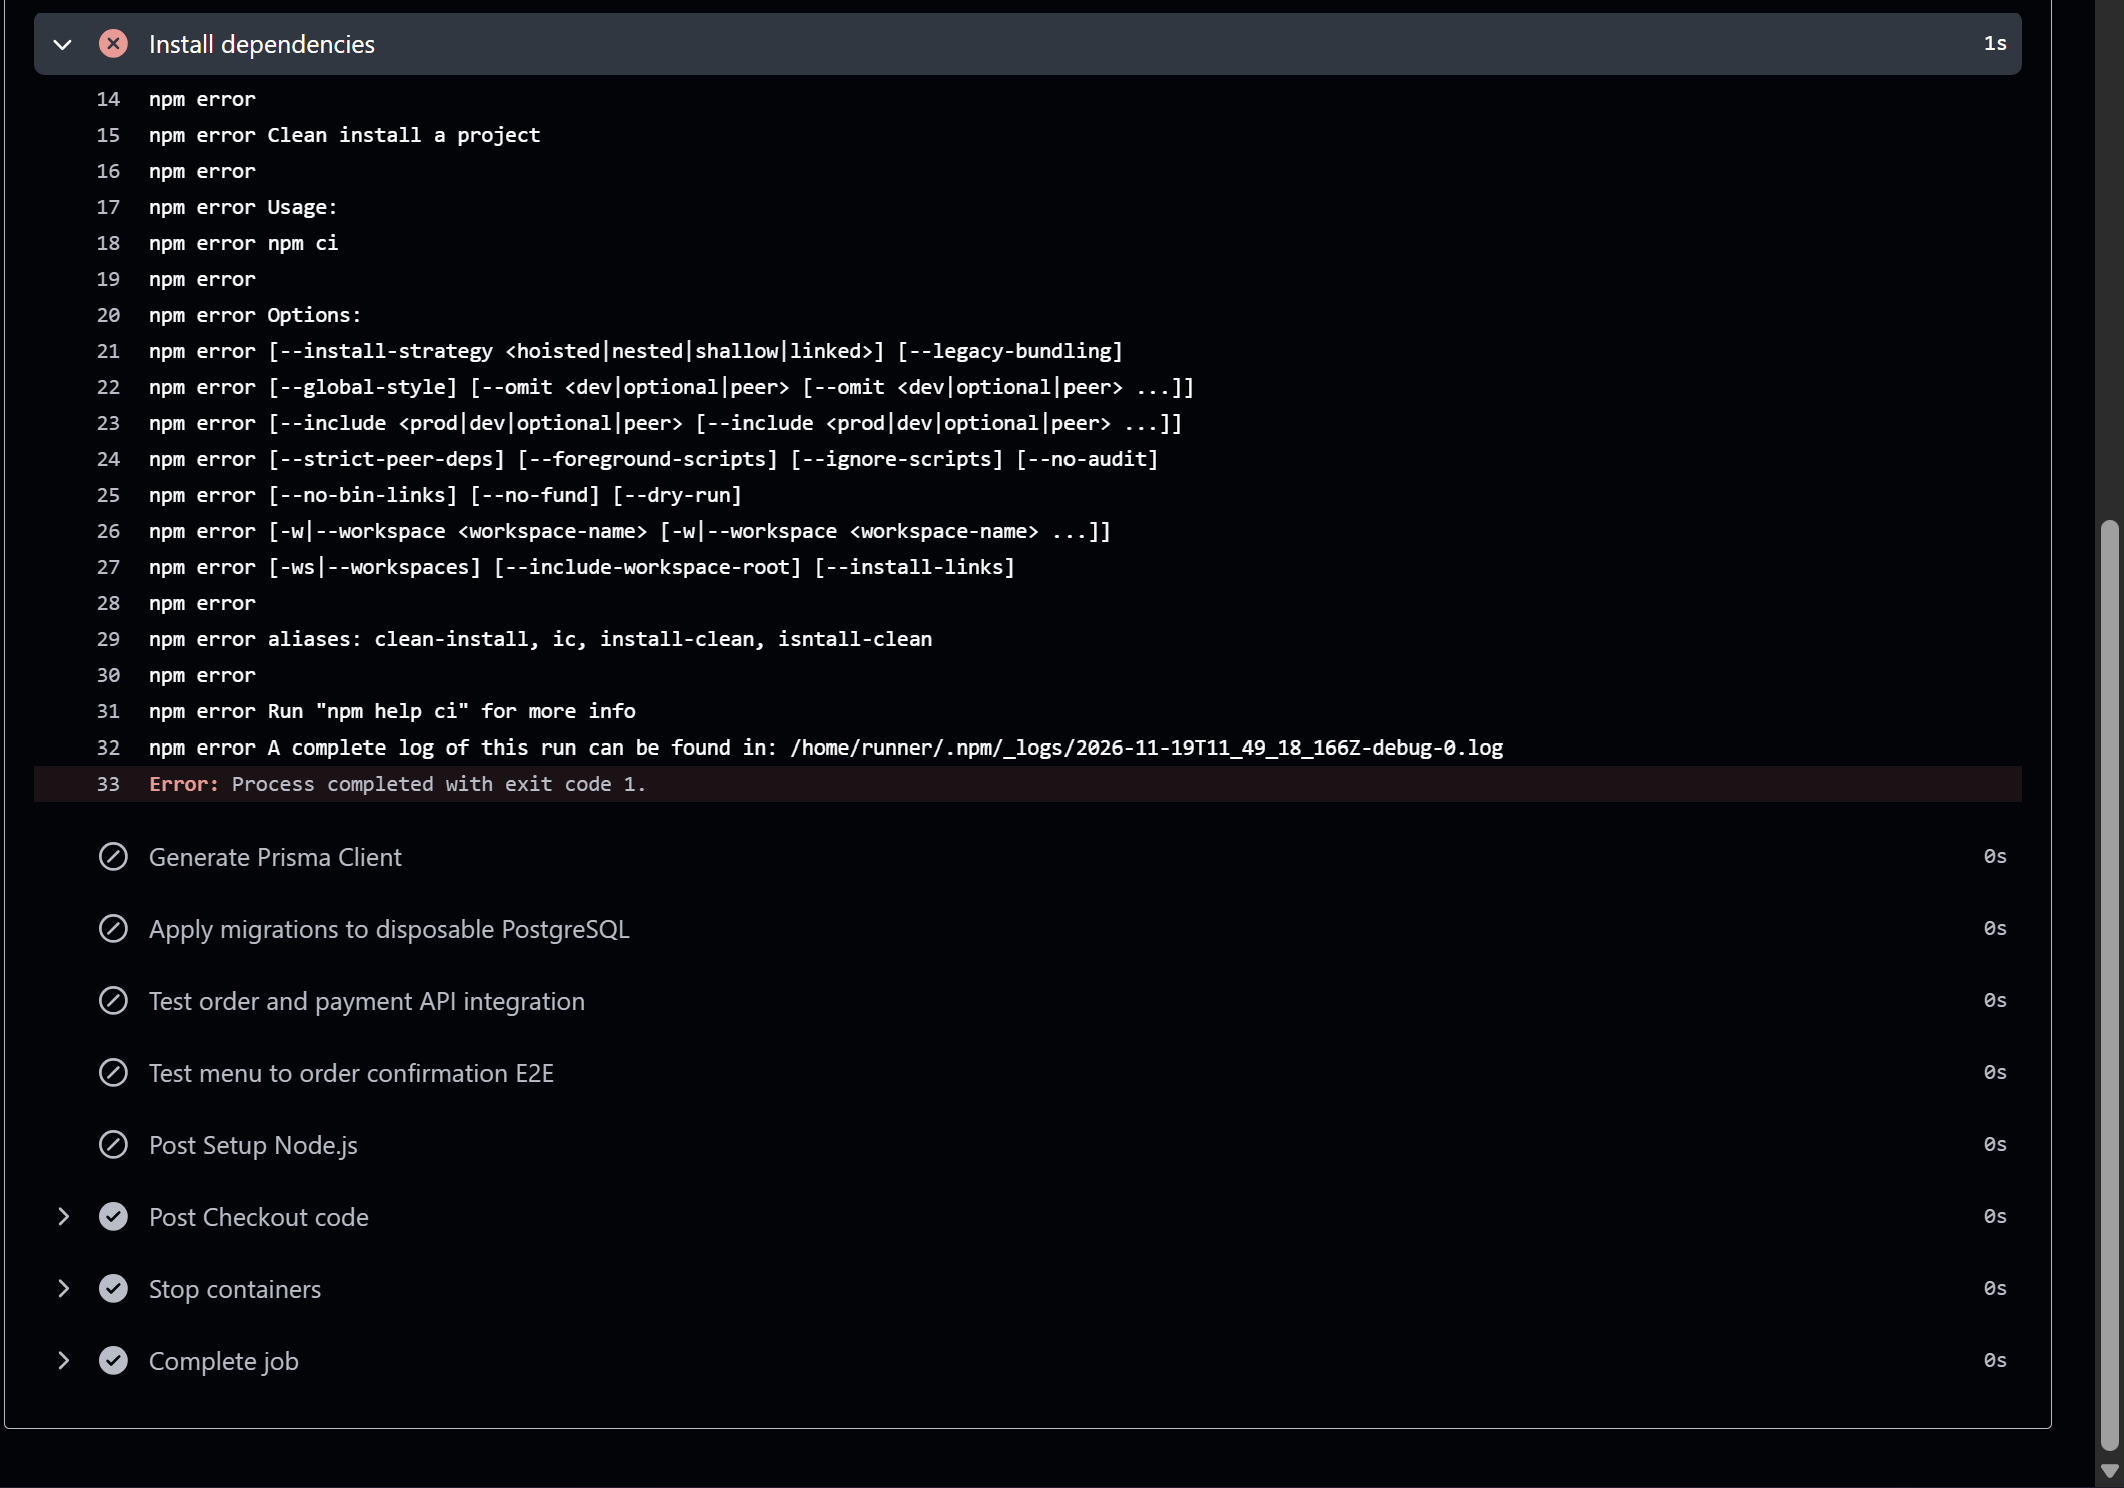 Install dependencies 1s
14 npm error
15 npm error Clean install a project
16 npm error
17 npm error Usage:
18 npm error npm ci
19 npm error
20 npm error Options:
21 npm error [--install-strategy <hoisted|nested|shallow|linked>] [--legacy-bundling]
22 npm error [--global-style] [--omit <dev|optional|peer> [--omit <dev|optional|peer> ...]]
23 npm error [--include <prod|dev|optional|peer> [--include <prod|dev|optional|peer> ...]]
24 npm error [--strict-peer-deps] [--foreground-scripts] [--ignore-scripts] [--no-audit]
25 npm error [--no-bin-links] [--no-fund] [--dry-run]
26 npm error [-w|--workspace <workspace-name> [-w|--workspace <workspace-name> ...]]
27 npm error [-ws|--workspaces] [--include-workspace-root] [--install-links]
28 npm error
29 npm error aliases: clean-install, ic, install-clean, isntall-clean
30 npm error
31 npm error Run "npm help ci" for more info
32 npm error A complete log of this run can be found in: /home/runner/.npm/_logs/2026-11-19T11_49_18_166Z-debug-0.log
33 Error: Process completed with exit code 1.
Generate Prisma Client 0s
Apply migrations to disposable PostgreSQL 0s
Test order and payment API integration 0s
Test menu to order confirmation E2E 0s
Post Setup Node.js 0s
Post Checkout code 0s
Stop containers 0s
Complete job 0s